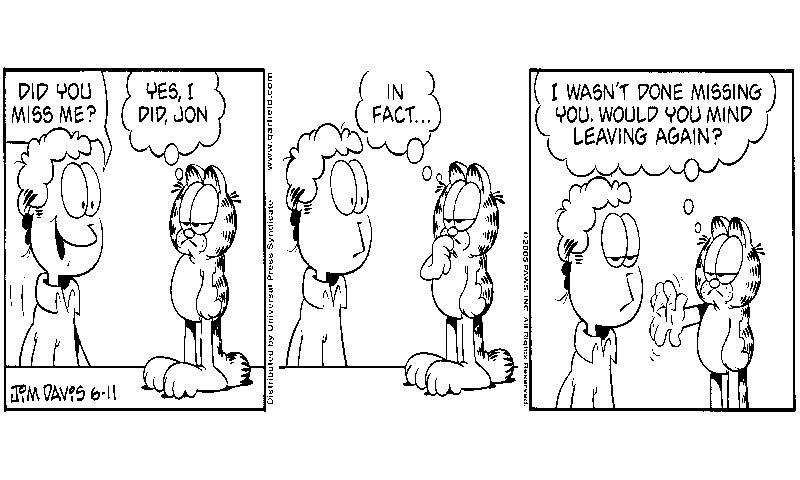 DID YOU
MISS ME?
YES, I
DID, JON
JIM DAVIS 6-11
www.garfield.com
Distributed by Universal Press Syndicate
IN
FACT...
©2005 PAWS, INC. All Rights Reserved.
I WASN'T DONE MISSING
YOU. WOULD YOU MIND
LEAVING AGAIN?